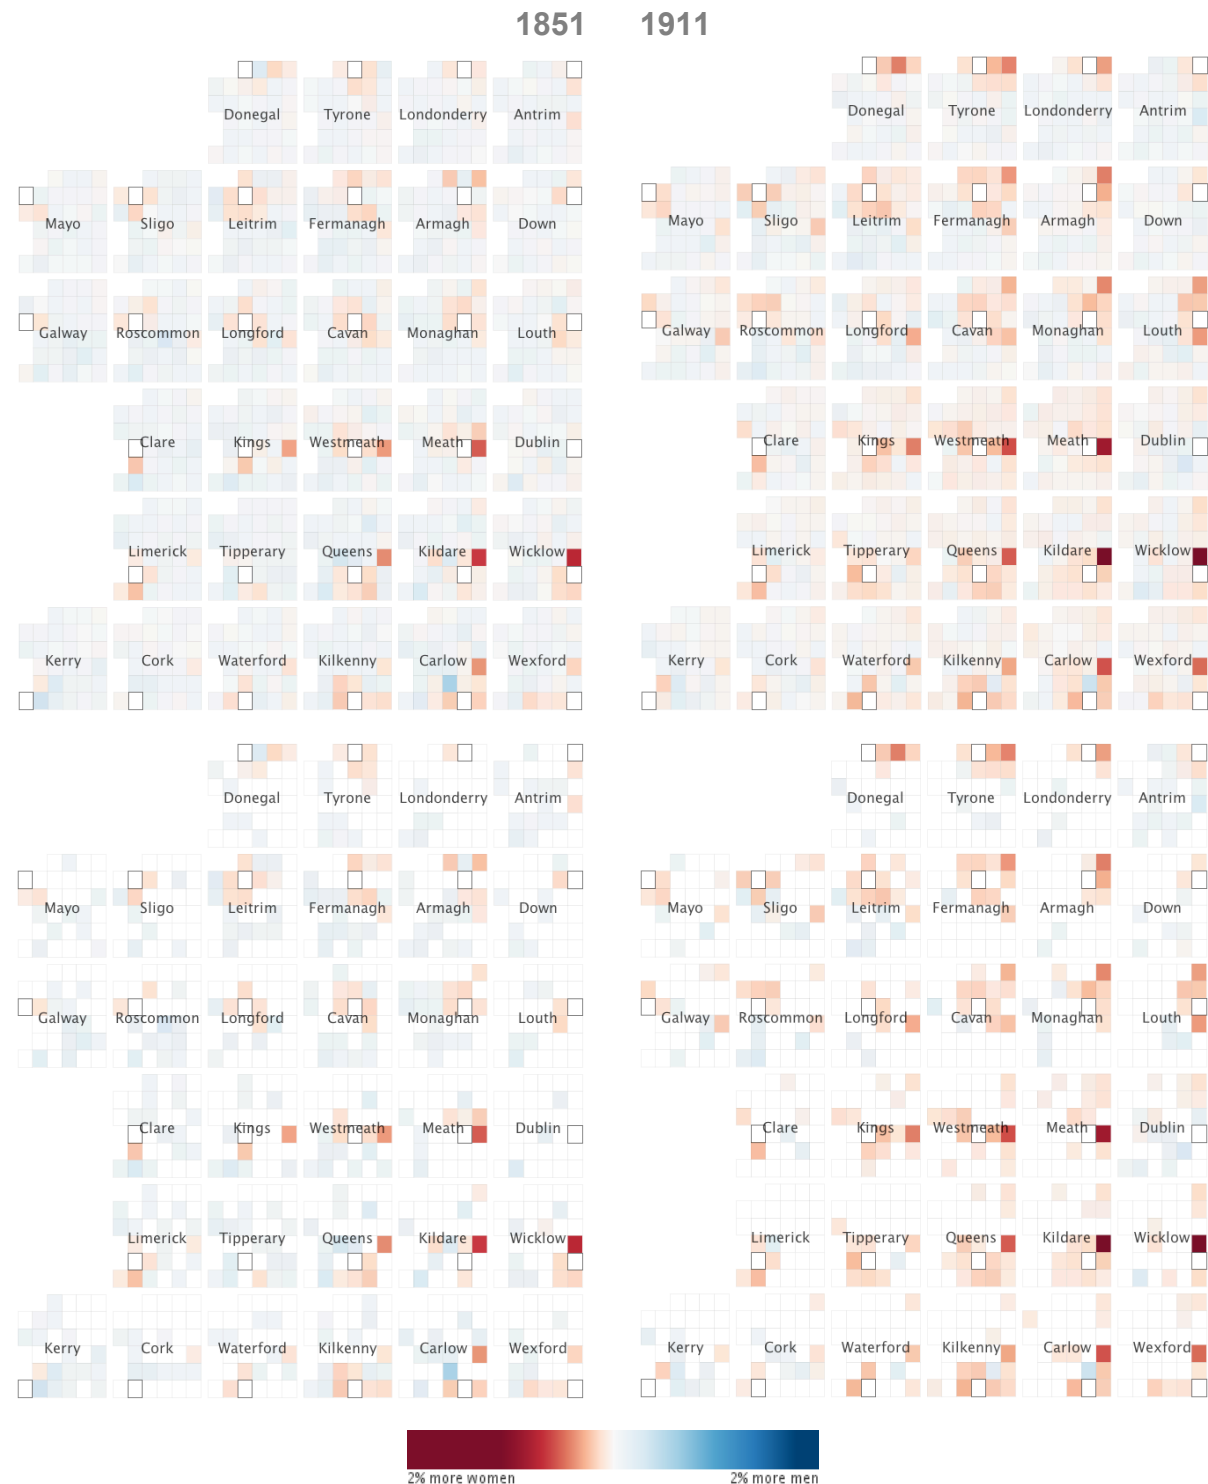 1851 1911
Donegal Tyrone Londonderry Antrim Donegal Tyrone Londonderry Antrim
Mayo Sligo Leitrim Fermanagh Armagh Down Mayo Sligo Leitrim Fermanagh Armagh Down
Galway Roscommon Longford Cavan Monaghan Louth Galway Roscommon Longford Cavan Monaghan Louth
Clare Kings Westmeath Meath Dublin Clare Kings Westmeath Meath Dublin
Limerick Tipperary Queens Kildare Wicklow Limerick Tipperary Queens Kildare Wicklow
Kerry Cork Waterford Kilkenny Carlow Wexford Kerry Cork Waterford Kilkenny Carlow Wexford
Donegal Tyrone Londonderry Antrim Donegal Tyrone Londonderry Antrim
Mayo Sligo Leitrim Fermanagh Armagh Down Mayo Sligo Leitrim Fermanagh Armagh Down
Galway Roscommon Longford Cavan Monaghan Louth Galway Roscommon Longford Cavan Monaghan Louth
Clare Kings Westmeath Meath Dublin Clare Kings Westmeath Meath Dublin
Limerick Tipperary Queens Kildare Wicklow Limerick Tipperary Queens Kildare Wicklow
Kerry Cork Waterford Kilkenny Carlow Wexford Kerry Cork Waterford Kilkenny Carlow Wexford
2% more women 2% more men